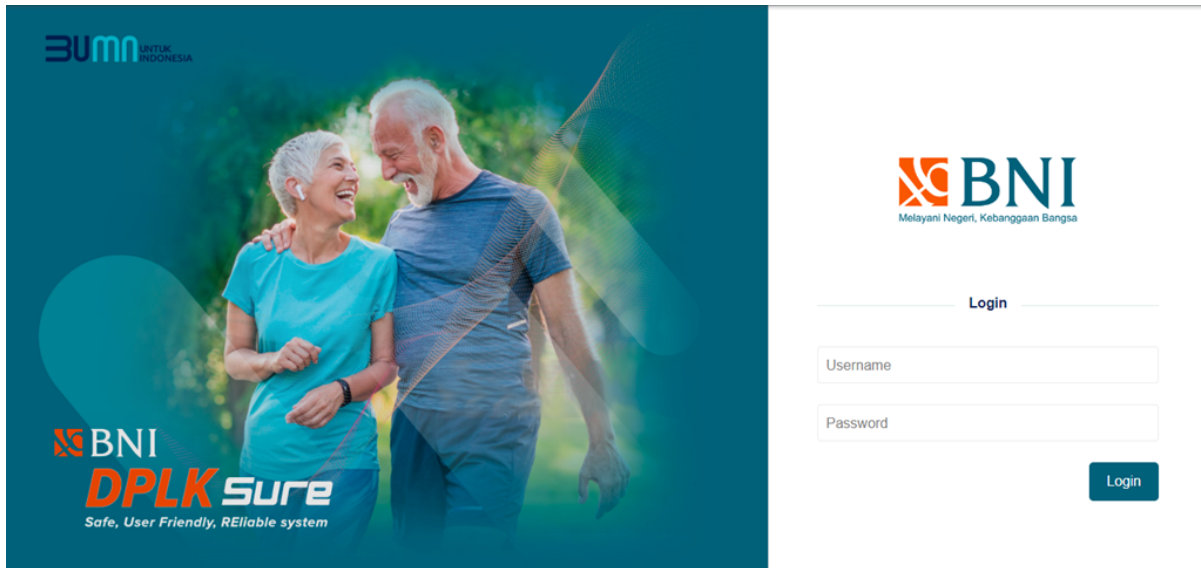 BUMN UNTUK
INDONESIA
BNI
DPLK Sure
Safe, User Friendly, REliable system
BNI
Melayani Negeri, Kebanggaan Bangsa
Login
Username
Password
Login